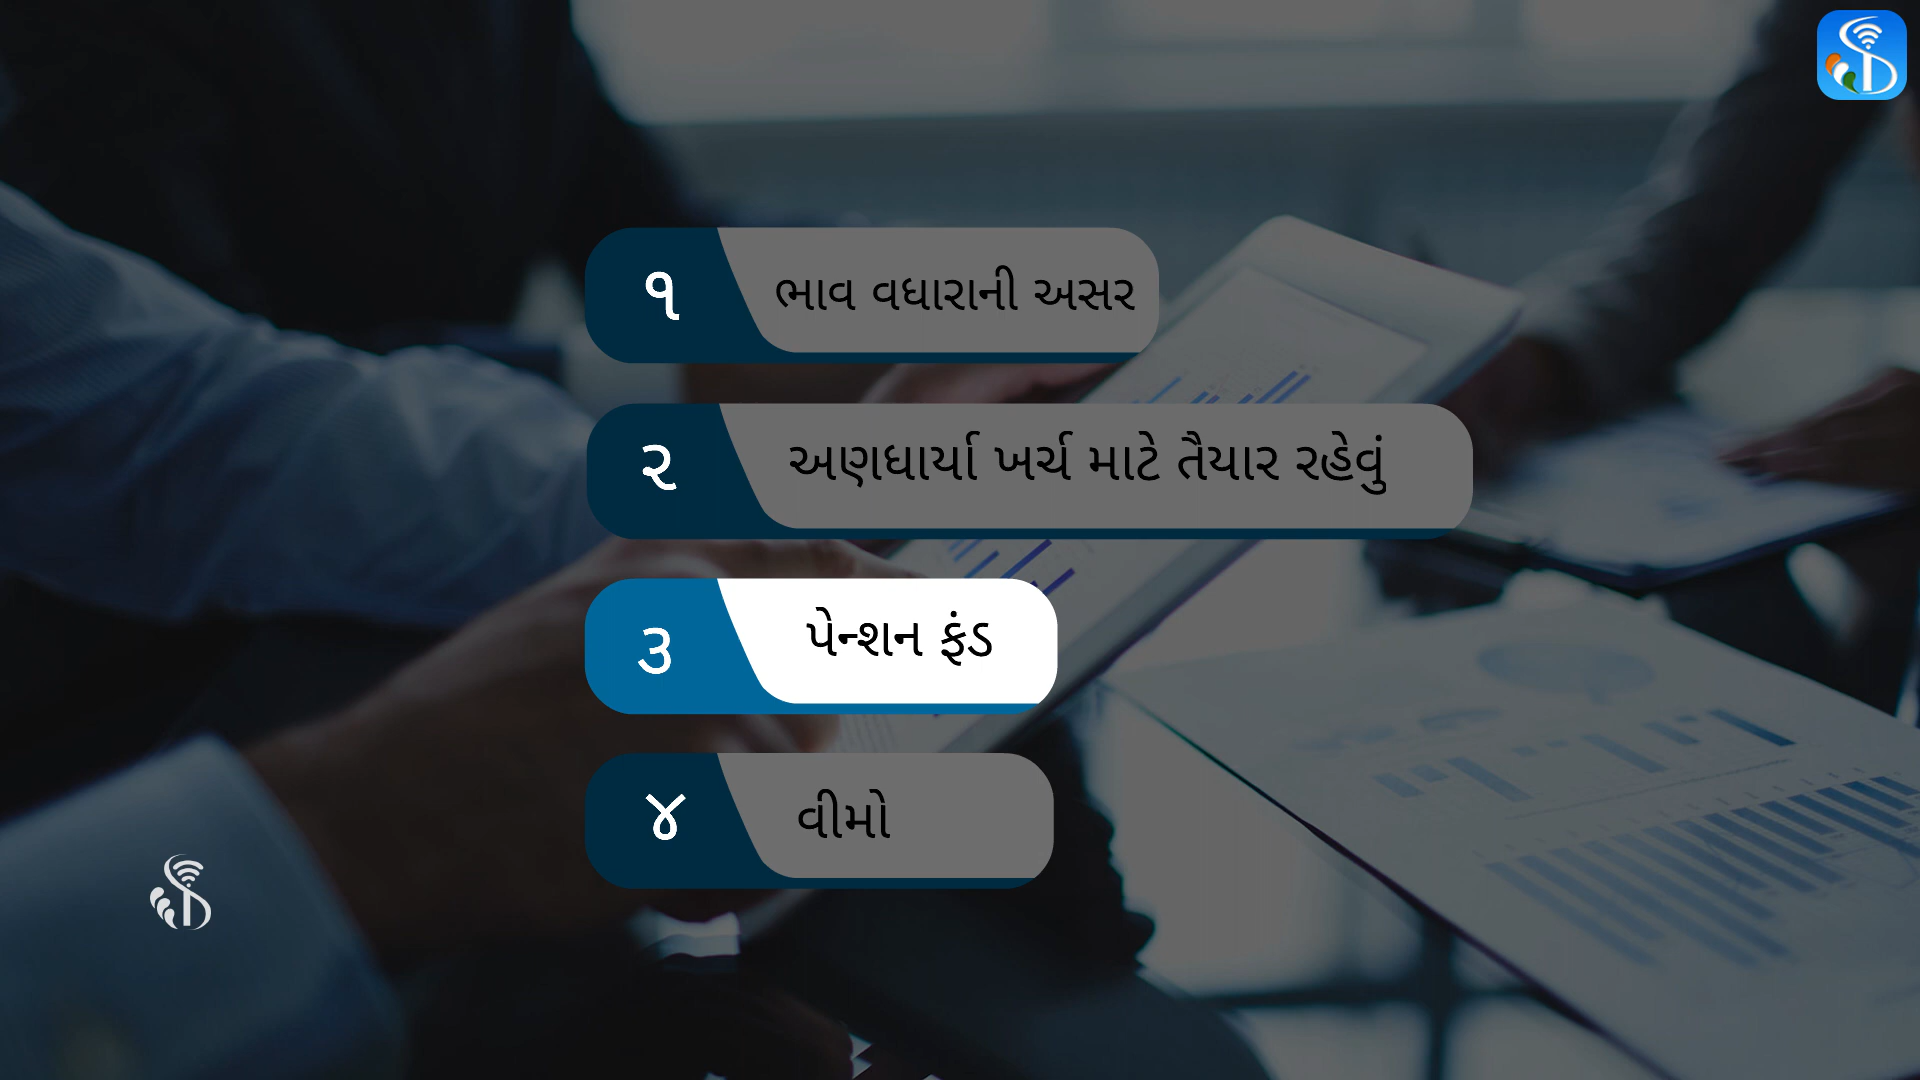 ૧ ભાવ વધારાની અસર
૨ અણધાર્યા ખર્ચ માટે તૈયાર રહેવું
૩ પેન્શન ફંડ
૪ વીમો